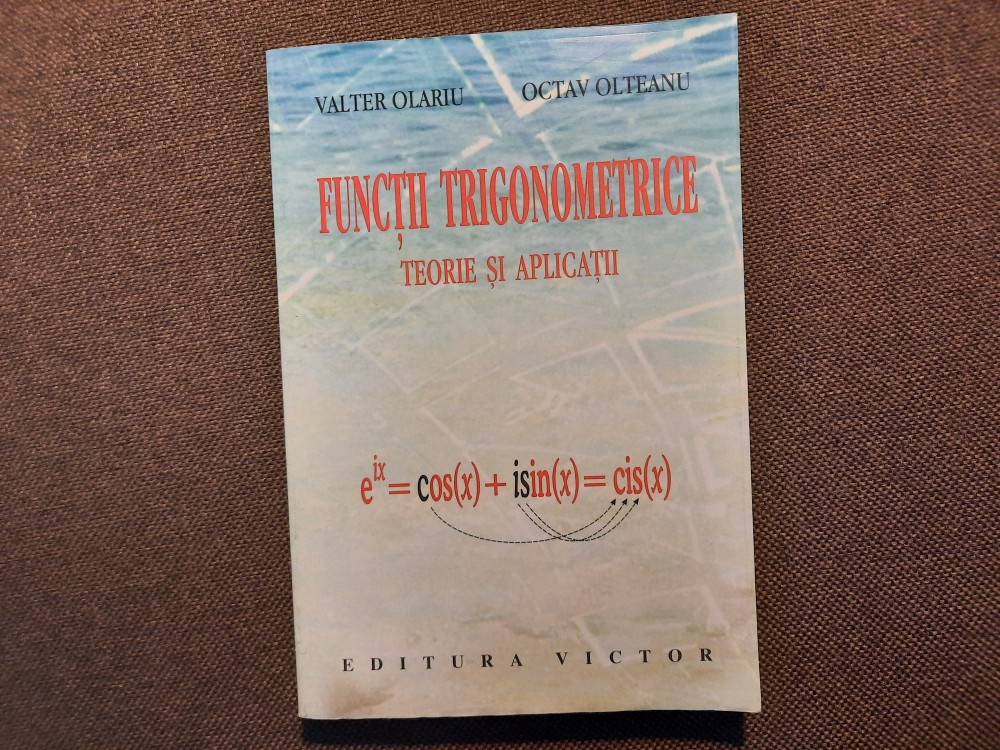 VALTER OLARIU OCTAV OLTEANU
FUNCȚII TRIGONOMETRICE
TEORIE ȘI APLICAȚII
e^{ix} = cos(x) + isin(x) = cis(x)
EDITURA VICTOR